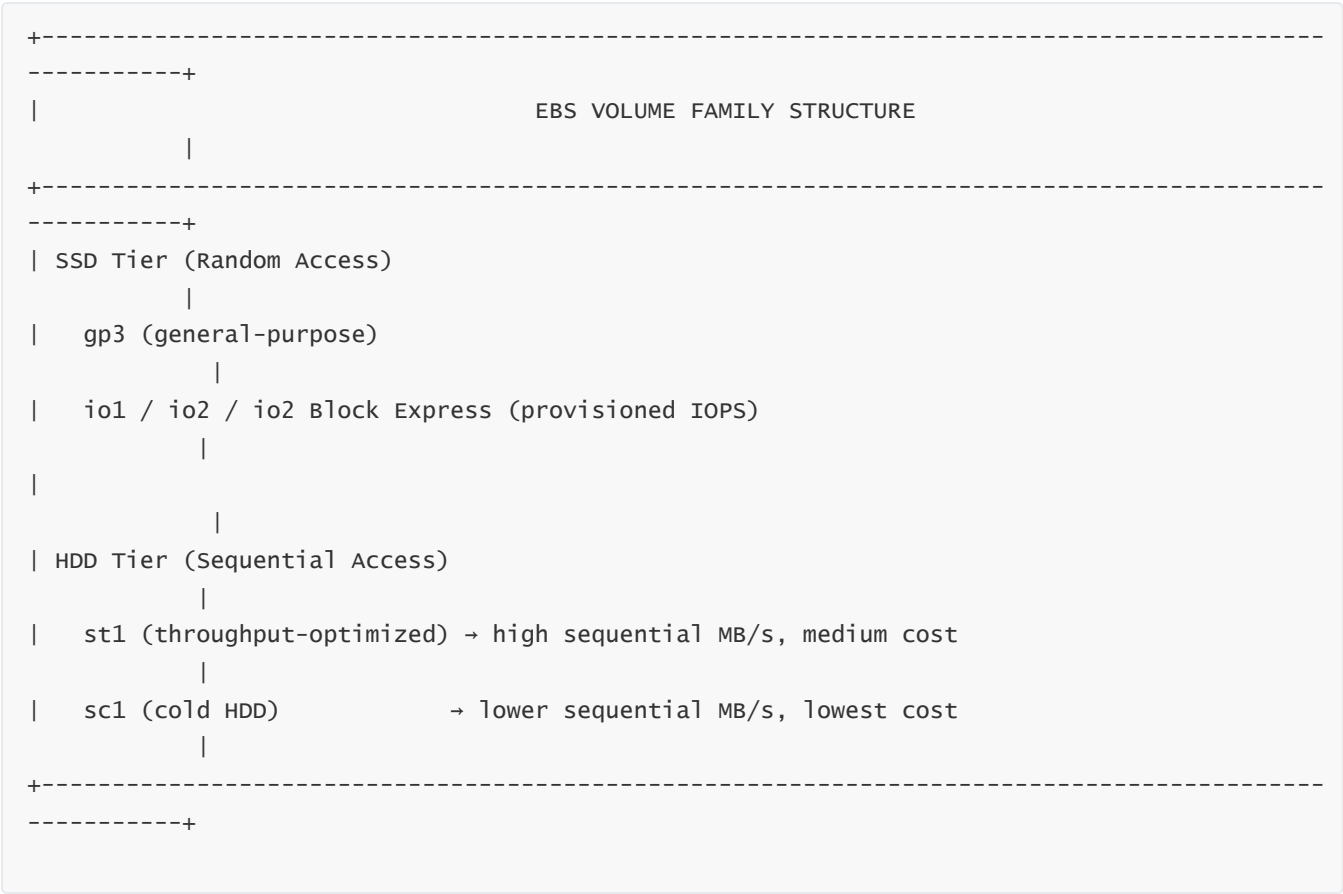 +-------------------------------------------------------------------------------------------
-----------+
|                                   EBS VOLUME FAMILY STRUCTURE
           |
+-------------------------------------------------------------------------------------------
-----------+
| SSD Tier (Random Access)
           |
|   gp3 (general-purpose)
             |
|   io1 / io2 / io2 Block Express (provisioned IOPS)
            |
|
             |
| HDD Tier (Sequential Access)
            |
|   st1 (throughput-optimized) → high sequential MB/s, medium cost
            |
|   sc1 (cold HDD)            → lower sequential MB/s, lowest cost
            |
+-------------------------------------------------------------------------------------------
-----------+